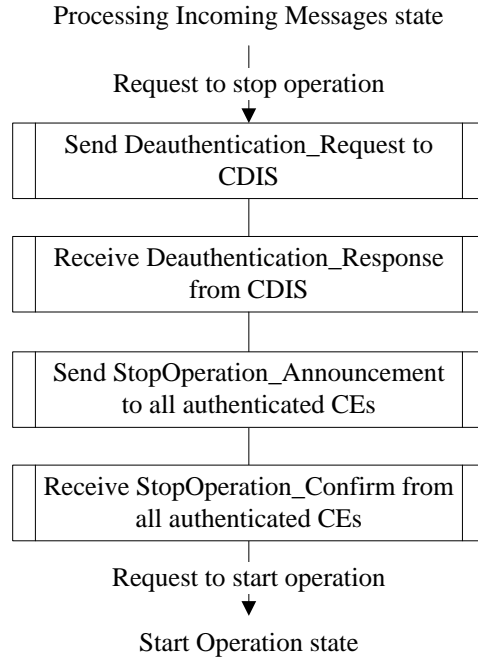 Processing Incoming Messages state
Request to stop operation
Send Deauthentication_Request to
CDIS
Receive Deauthentication_Response
from CDIS
Send StopOperation_Announcement
to all authenticated CEs
Receive StopOperation_Confirm from
all authenticated CEs
Request to start operation
Start Operation state